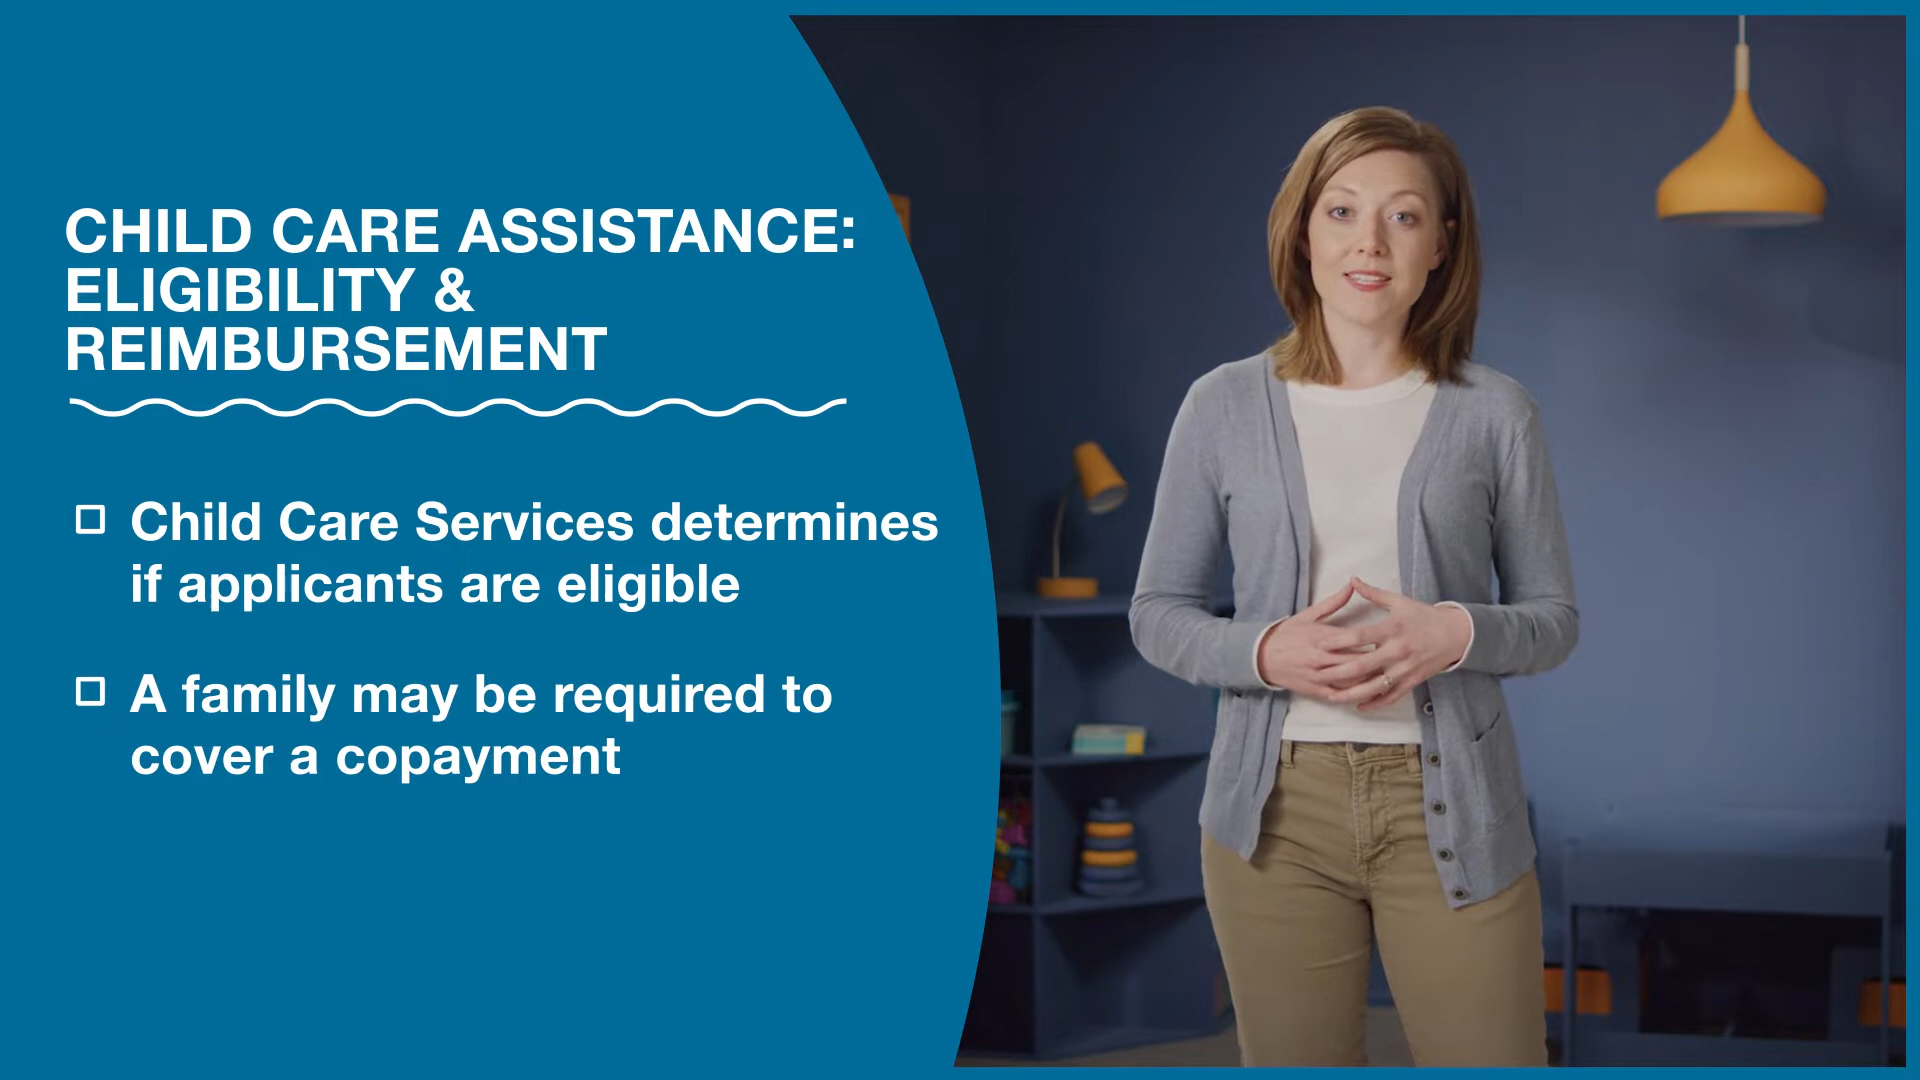 CHILD CARE ASSISTANCE:
ELIGIBILITY &
REIMBURSEMENT
Child Care Services determines
if applicants are eligible
A family may be required to
cover a copayment